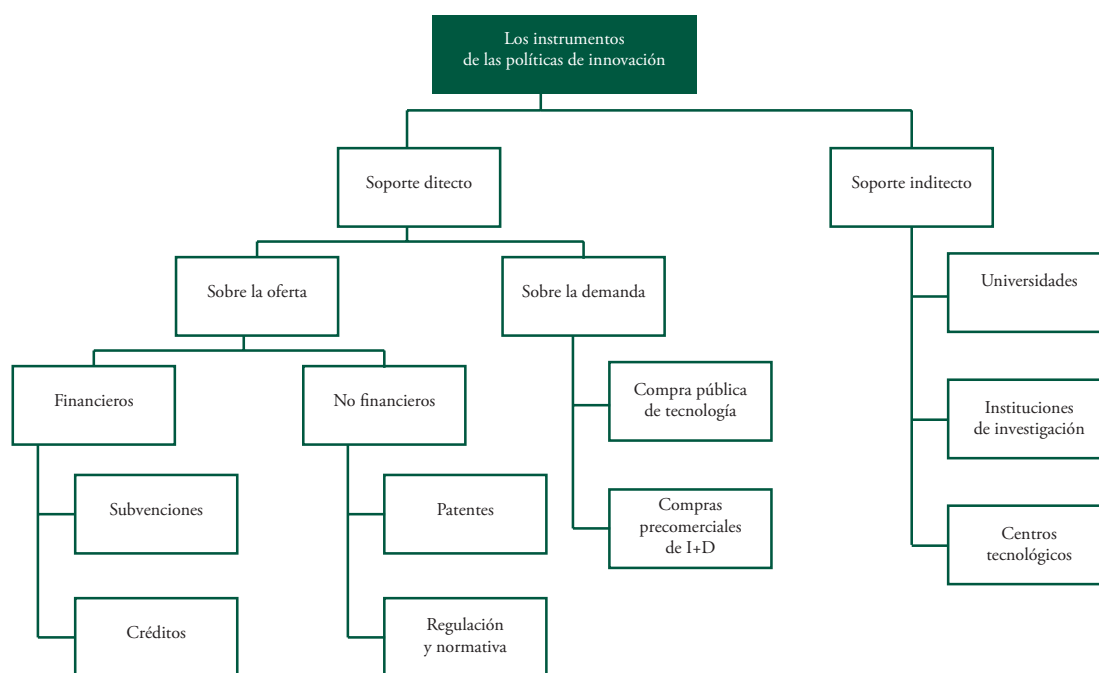 Los instrumentos
de las políticas de innovación
Soporte ditecto
Soporte inditecto
Sobre la oferta
Sobre la demanda
Universidades
Financieros
No financieros
Compra pública
de tecnología
Instituciones
de investigación
Subvenciones
Patentes
Compras
precomerciales
de I+D
Centros
tecnológicos
Créditos
Regulación
y normativa